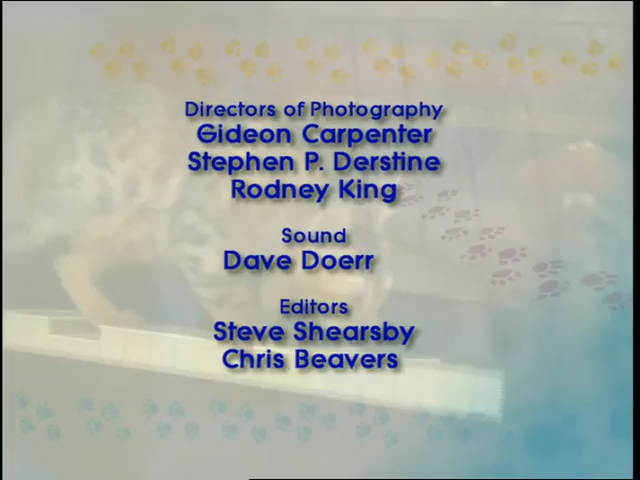 Directors of Photography
Gideon Carpenter
Stephen P. Derstine
Rodney King
Sound
Dave Doerr
Editors
Steve Shearsby
Chris Beavers